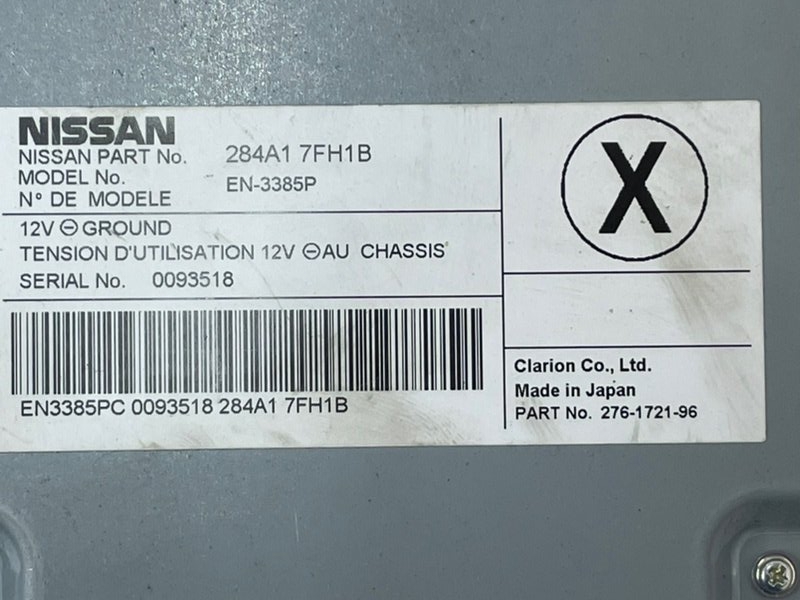 NISSAN
NISSAN PART No. 284A1 7FH1B
MODEL No. EN-3385P
N° DE MODELE
12V ⊖ GROUND
TENSION D'UTILISATION 12V ⊖ AU CHASSIS
SERIAL No. 0093518
EN3385PC 0093518 284A1 7FH1B
X
Clarion Co., Ltd.
Made in Japan
PART No. 276-1721-96